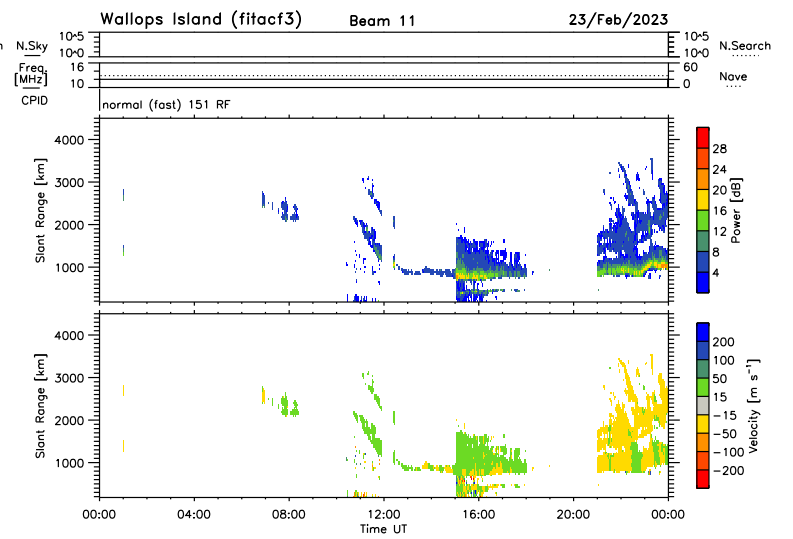 Wallops Island (fitacf3) Beam 11 23/Feb/2023
n N.Sky 10^5 10^5 N.Search
10^0 10^0
Freq. 16 60
[MHz] 10 0 Nave
CPID normal (fast) 151 RF
Slant Range [km]
4000
3000
2000
1000
28
24
20
16
12
8
4
Power [dB]
Slant Range [km]
4000
3000
2000
1000
200
100
50
15
-15
-50
-100
-200
Velocity [m s⁻¹]
00:00 04:00 08:00 12:00 16:00 20:00 00:00
Time UT